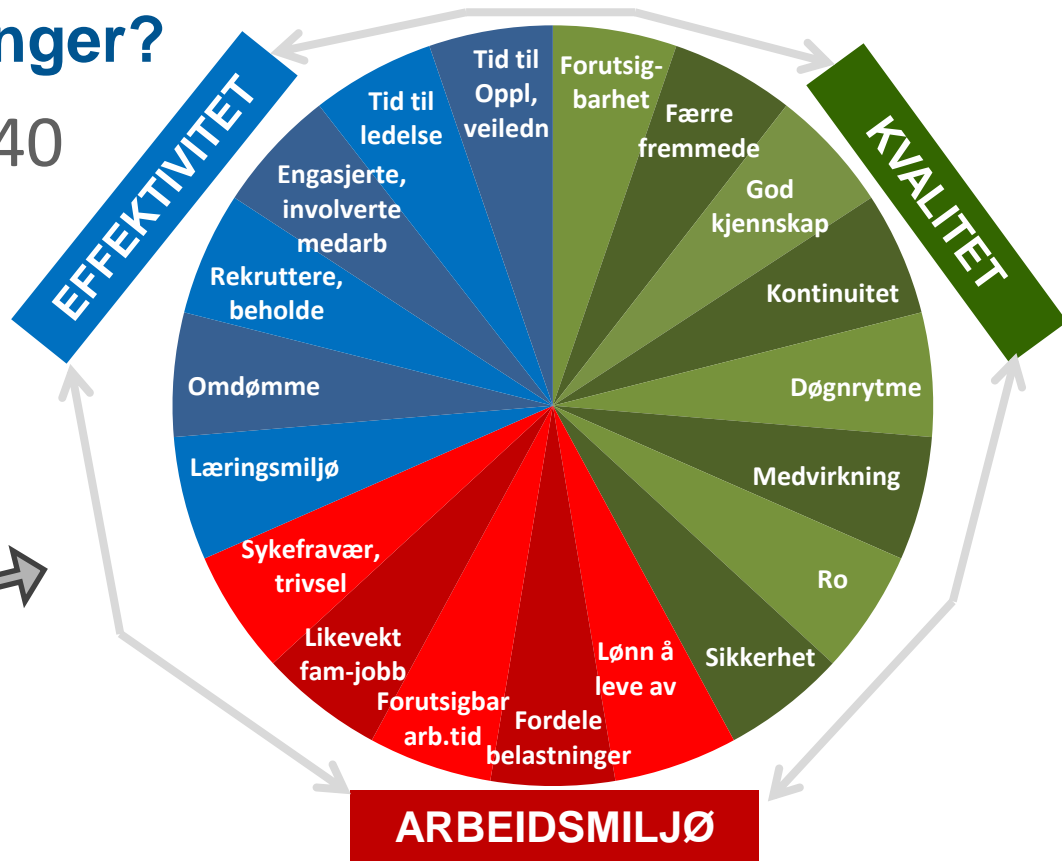 nger?
40
EFFEKTIVITET
KVALITET
Tid til
Oppl,
veiledn
Forutsig-
barhet
Færre
fremmede
God
kjennskap
Kontinuitet
Døgnrytme
Medvirkning
Ro
Sikkerhet
Lønn å
leve av
Fordele
belastninger
Forutsigbar
arb.tid
Likevekt
fam-jobb
Sykefravær,
trivsel
Læringsmiljø
Omdømme
Rekruttere,
beholde
Engasjerte,
involverte
medarb
Tid til
ledelse
ARBEIDSMILJØ